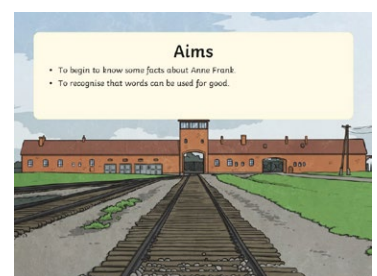 Aims
• To begin to know some facts about Anne Frank.
• To recognise that words can be used for good.